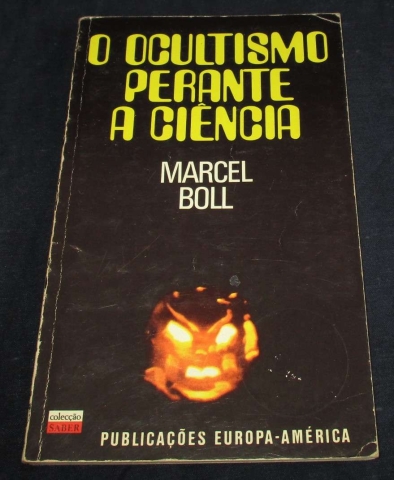 O OCULTISMO
PERANTE
A CIÊNCIA
MARCEL
BOLL
colecção
SABER
PUBLICAÇÕES EUROPA-AMÉRICA